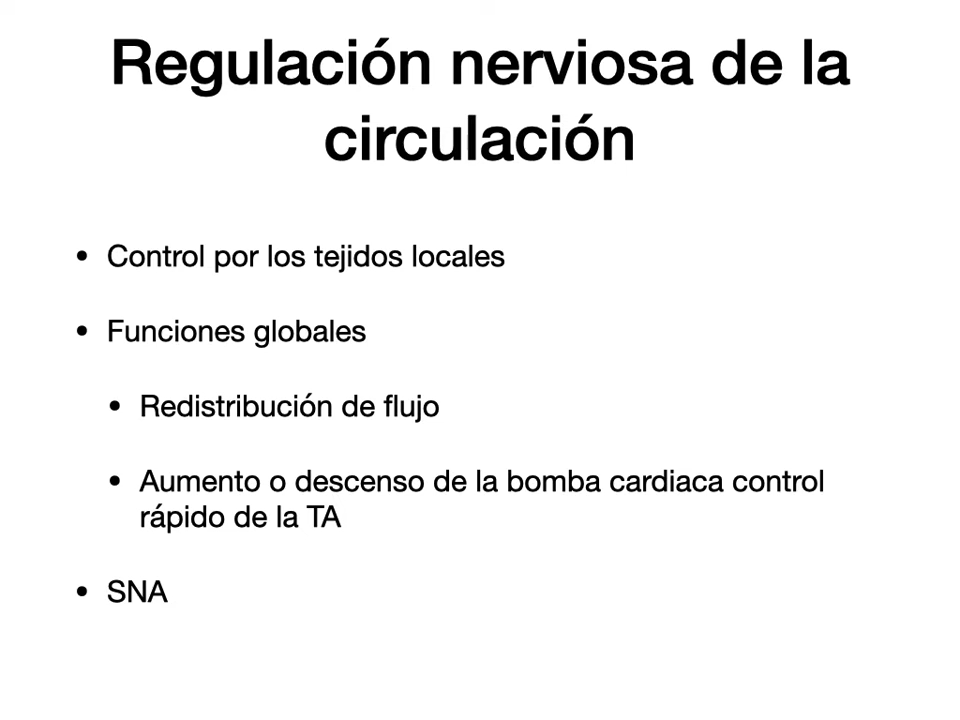 Regulación nerviosa de la
circulación
• Control por los tejidos locales
• Funciones globales
• Redistribución de flujo
• Aumento o descenso de la bomba cardiaca control
rápido de la TA
• SNA